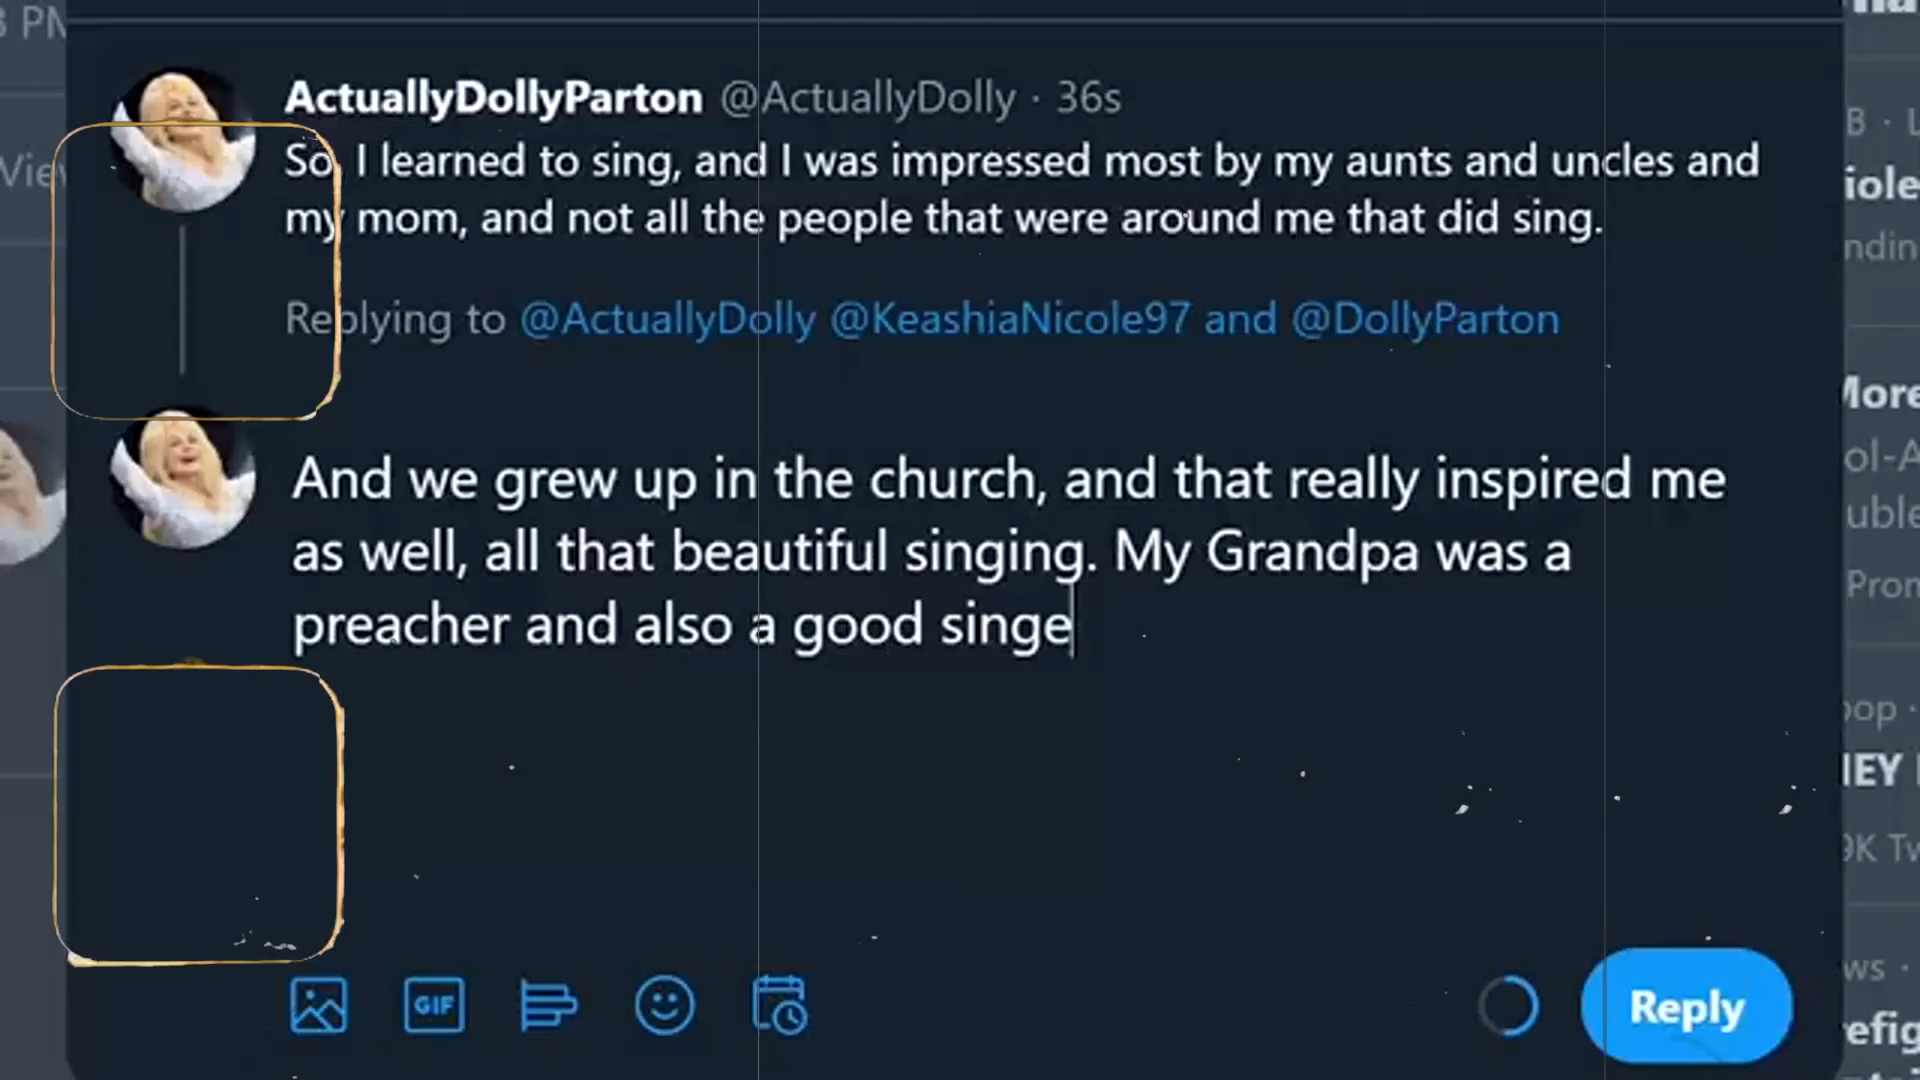 ActuallyDollyParton @ActuallyDolly · 36s
So, I learned to sing, and I was impressed most by my aunts and uncles and
my mom, and not all the people that were around me that did sing.
Replying to @ActuallyDolly @KeashiaNicole97 and @DollyParton
And we grew up in the church, and that really inspired me
as well, all that beautiful singing. My Grandpa was a
preacher and also a good singe
GIF
Reply